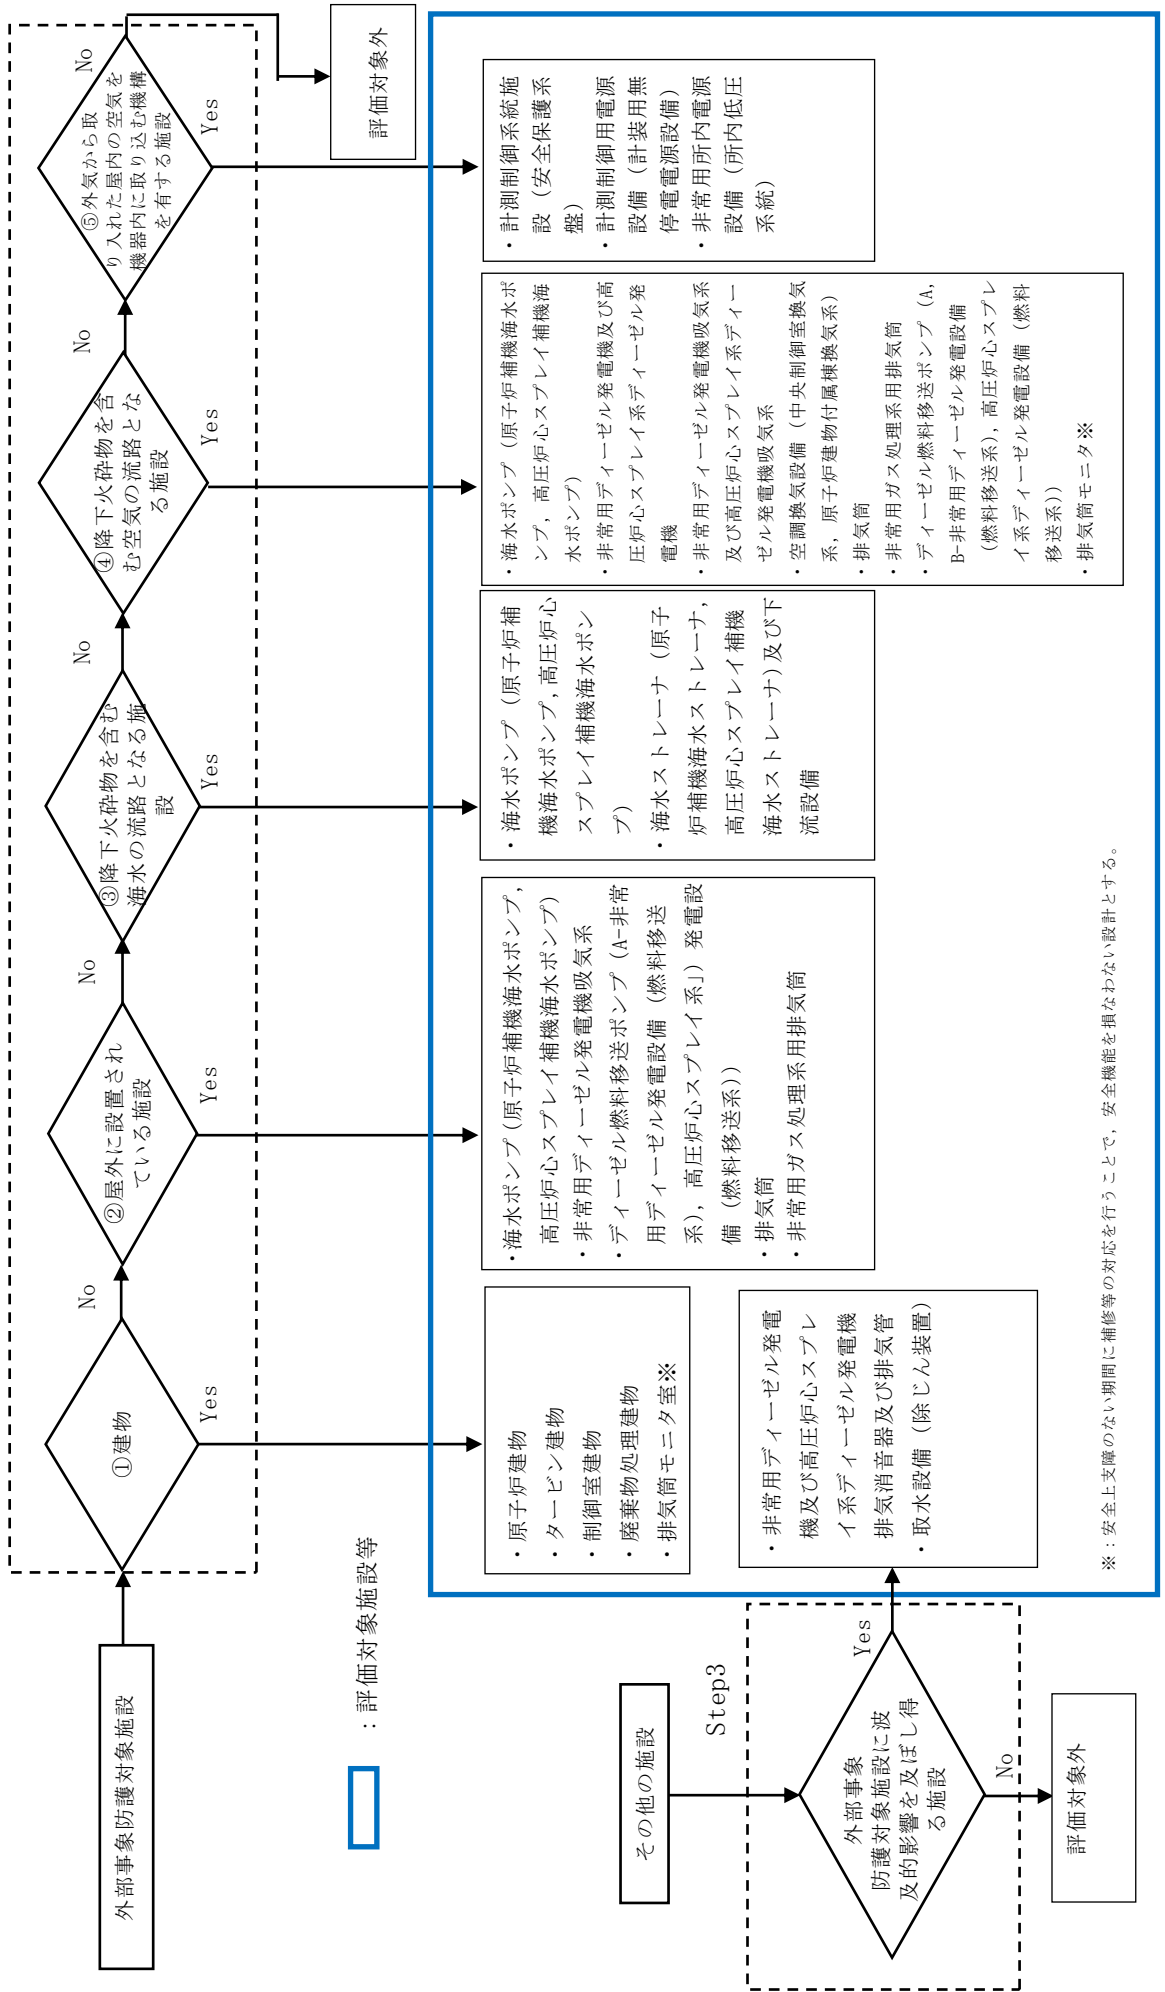 外部事象防護対象施設
①建物
No
Yes
②屋外に設置され
ている施設
No
Yes
③降下火砕物を含む
海水の流路となる施
設
No
Yes
④降下火砕物を含
む空気の流路とな
る施設
No
Yes
⑤外気から取
り入れた屋内の空気を
機器内に取り込む機構
を有する施設
No
Yes
評価対象外
：評価対象施設等
・原子炉建物
・タービン建物
・制御室建物
・廃棄物処理建物
・排気筒モニタ室※
・海水ポンプ(原子炉補機海水ポンプ,
高圧炉心スプレイ補機海水ポンプ)
・非常用ディーゼル発電機吸気系
・ディーゼル燃料移送ポンプ（A-非常
用ディーゼル発電設備（燃料移送
系), 高圧炉心スプレイ系」）発電設
備（燃料移送系))
・排気筒
・非常用ガス処理系用排気筒
・海水ポンプ（原子炉補
機海水ポンプ, 高圧炉心
スプレイ補機海水ポン
プ）
・海水ストレーナ（原子
炉補機海水ストレーナ,
高圧炉心スプレイ補機
海水ストレーナ)及び下
流設備
・海水ポンプ（原子炉補機海水ポ
ンプ, 高圧炉心スプレイ補機海
水ポンプ）
・非常用ディーゼル発電機及び高
圧炉心スプレイ系ディーゼル発
電機
・非常用ディーゼル発電機吸気系
及び高圧炉心スプレイ系ディー
ゼル発電機吸気系
・空調換気設備（中央制御室換気
系, 原子炉建物付属棟換気系）
・排気筒
・非常用ガス処理系用排気筒
・ディーゼル燃料移送ポンプ（A,
B-非常用ディーゼル発電設備
（燃料移送系), 高圧炉心スプレ
イ系ディーゼル発電設備（燃料
移送系))
・排気筒モニタ※
・計測制御系統施
設（安全保護系
盤）
・計測制御用電源
設備（計装用無
停電電源設備）
・非常用所内電源
設備（所内低圧
系統）
その他の施設
Step3
外部事象
防護対象施設に波
及的影響を及ぼし得
る施設
Yes
No
評価対象外
・非常用ディーゼル発電
機及び高圧炉心スプレ
イ系ディーゼル発電機
排気消音器及び排気管
・取水設備（除じん装置）
※：安全上支障のない期間に補修等の対応を行うことで，安全機能を損なわない設計とする。